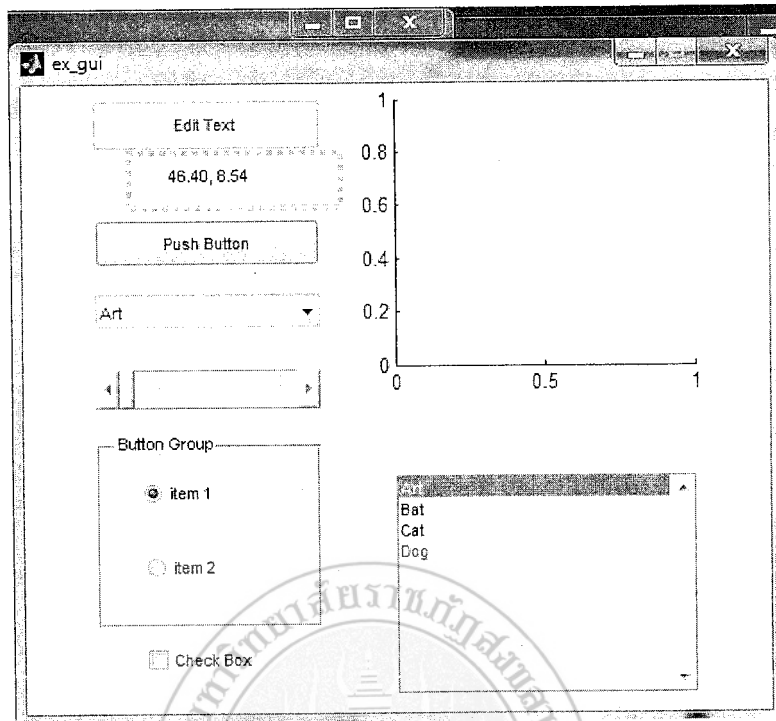 ex_gui
Edit Text
46.40, 8.54
Push Button
Art
Button Group
item 1
item 2
Check Box
1
0.8
0.6
0.4
0.2
0
0
0.5
1
Art
Bat
Cat
Dog